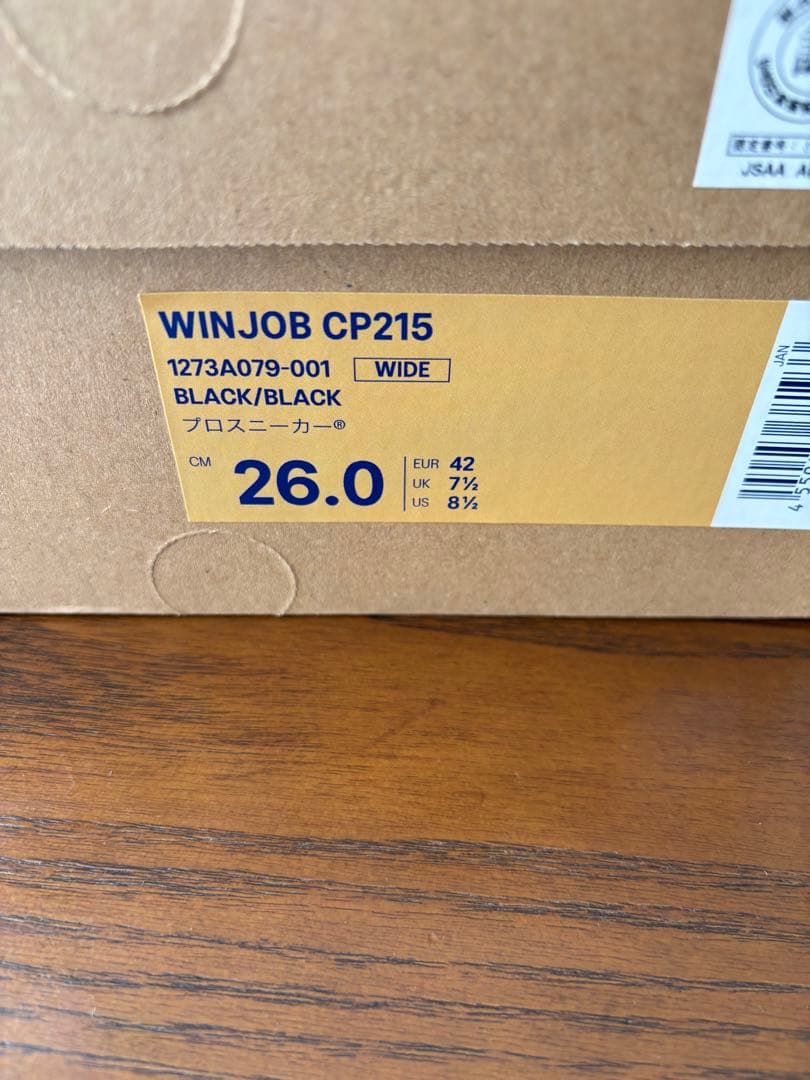 JSAA
WINJOB CP215
1273A079-001 WIDE
BLACK/BLACK
プロスニーカー®
CM 26.0
EUR 42
UK 7½
US 8½
JAN